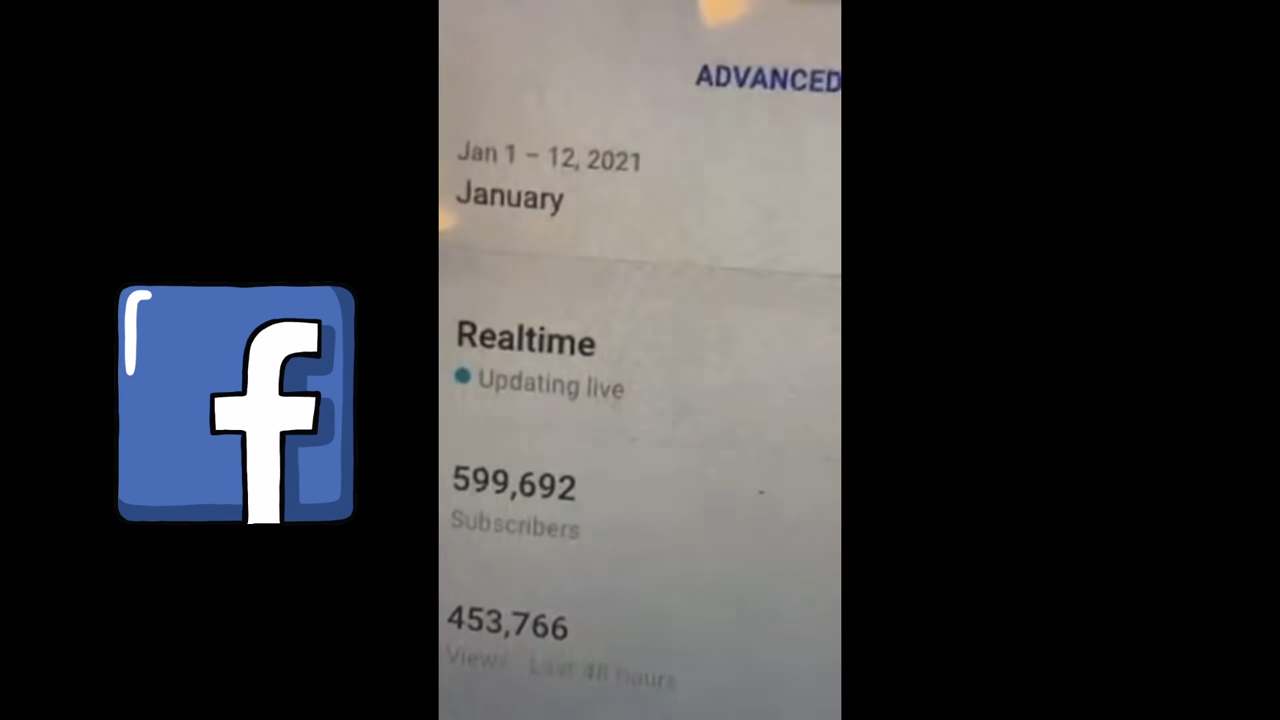 ADVANCED
Jan 1 – 12, 2021
January
Realtime
Updating live
599,692
Subscribers
453,766
Views Last 48 hours